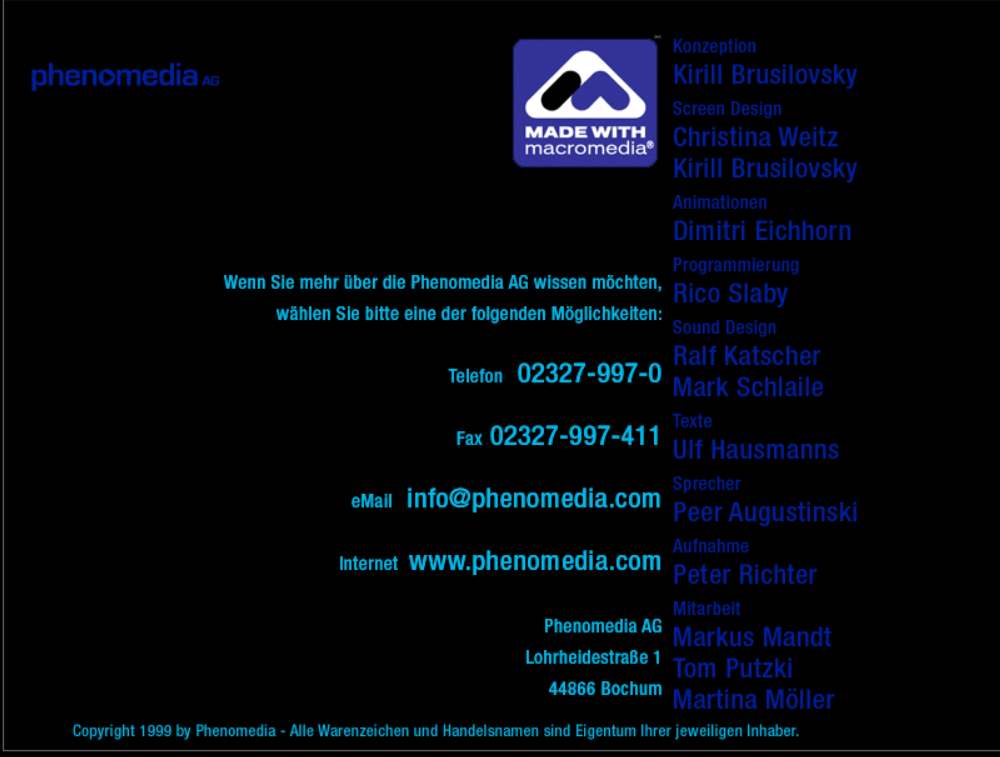 phenomedia AG
MADE WITH
macromedia®
Konzeption
Kirill Brusilovsky
Screen Design
Christina Weitz
Kirill Brusilovsky
Animationen
Dimitri Eichhorn
Programmierung
Rico Slaby
Sound Design
Ralf Katscher
Mark Schlaile
Texte
Ulf Hausmanns
Sprecher
Peer Augustinski
Aufnahme
Peter Richter
Mitarbeit
Markus Mandt
Tom Putzki
Martina Möller
Wenn Sie mehr über die Phenomedia AG wissen möchten,
wählen Sie bitte eine der folgenden Möglichkeiten:
Telefon 02327-997-0
Fax 02327-997-411
eMail info@phenomedia.com
Internet www.phenomedia.com
Phenomedia AG
Lohrheidestraße 1
44866 Bochum
Copyright 1999 by Phenomedia - Alle Warenzeichen und Handelsnamen sind Eigentum Ihrer jeweiligen Inhaber.